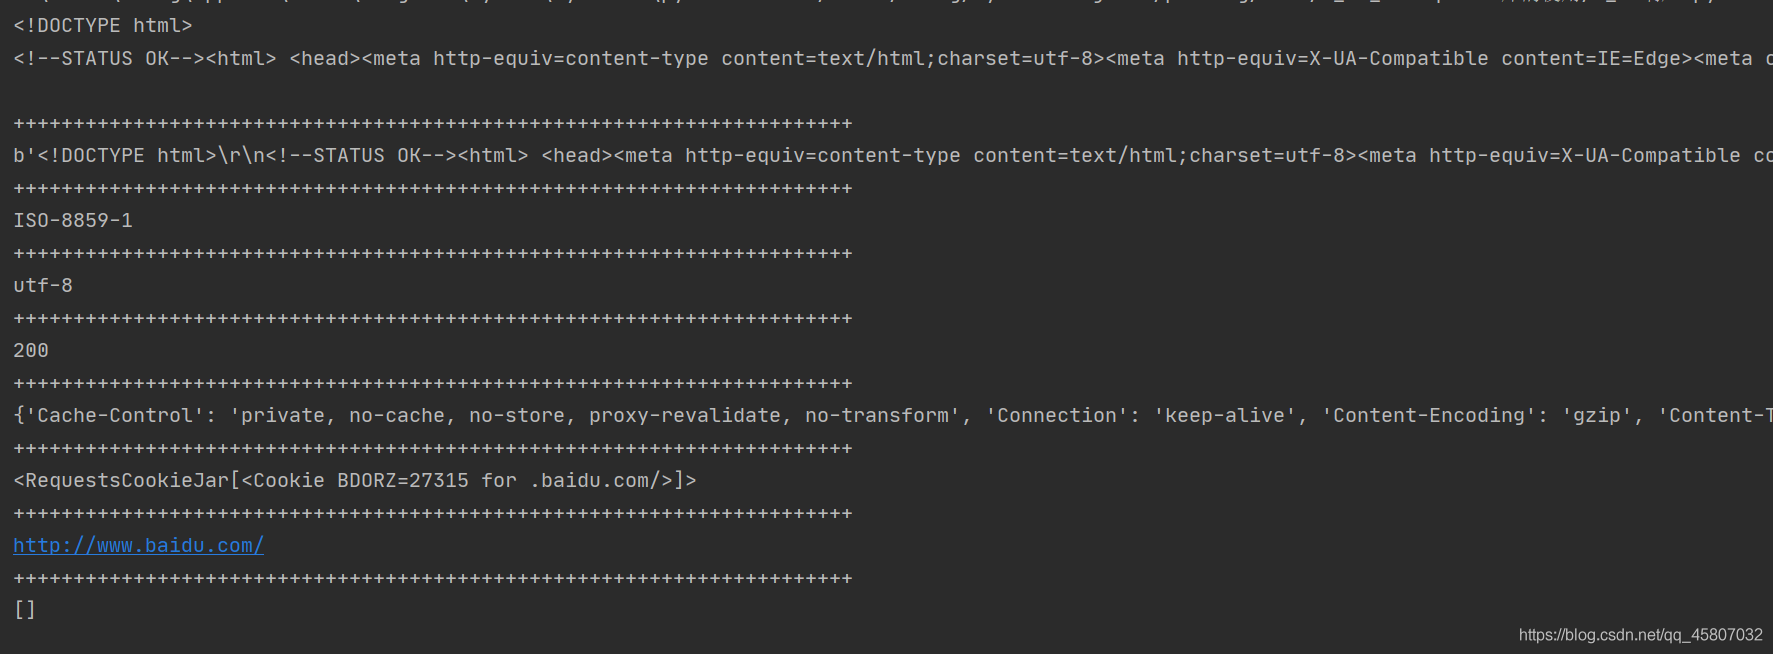 <!DOCTYPE html>
<!--STATUS OK--><html> <head><meta http-equiv=content-type content=text/html;charset=utf-8><meta http-equiv=X-UA-Compatible content=IE=Edge><meta c
++++++++++++++++++++++++++++++++++++++++++++++++++++++++++++++++++++++
b'<!DOCTYPE html>\r\n<!--STATUS OK--><html> <head><meta http-equiv=content-type content=text/html;charset=utf-8><meta http-equiv=X-UA-Compatible co
++++++++++++++++++++++++++++++++++++++++++++++++++++++++++++++++++++++
ISO-8859-1
++++++++++++++++++++++++++++++++++++++++++++++++++++++++++++++++++++++
utf-8
++++++++++++++++++++++++++++++++++++++++++++++++++++++++++++++++++++++
200
++++++++++++++++++++++++++++++++++++++++++++++++++++++++++++++++++++++
{'Cache-Control': 'private, no-cache, no-store, proxy-revalidate, no-transform', 'Connection': 'keep-alive', 'Content-Encoding': 'gzip', 'Content-T
++++++++++++++++++++++++++++++++++++++++++++++++++++++++++++++++++++++
<RequestsCookieJar[<Cookie BDORZ=27315 for .baidu.com/>]>
++++++++++++++++++++++++++++++++++++++++++++++++++++++++++++++++++++++
http://www.baidu.com/
++++++++++++++++++++++++++++++++++++++++++++++++++++++++++++++++++++++
[]
https://blog.csdn.net/qq_45807032